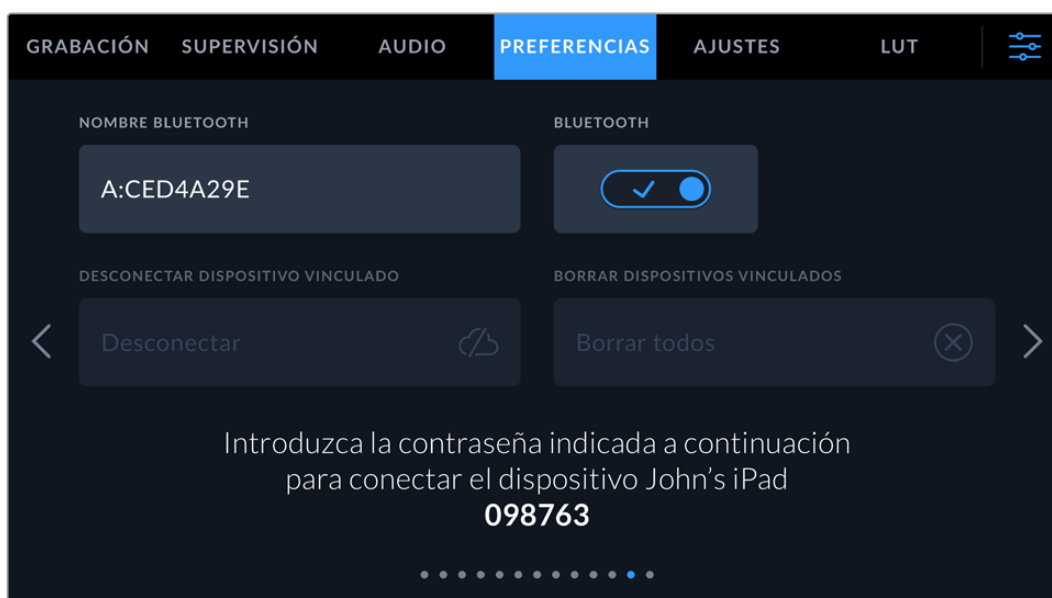 GRABACIÓN SUPERVISIÓN AUDIO PREFERENCIAS AJUSTES LUT
NOMBRE BLUETOOTH BLUETOOTH
A:CED4A29E
DESCONECTAR DISPOSITIVO VINCULADO BORRAR DISPOSITIVOS VINCULADOS
Desconectar Borrar todos
Introduzca la contraseña indicada a continuación
para conectar el dispositivo John’s iPad
098763